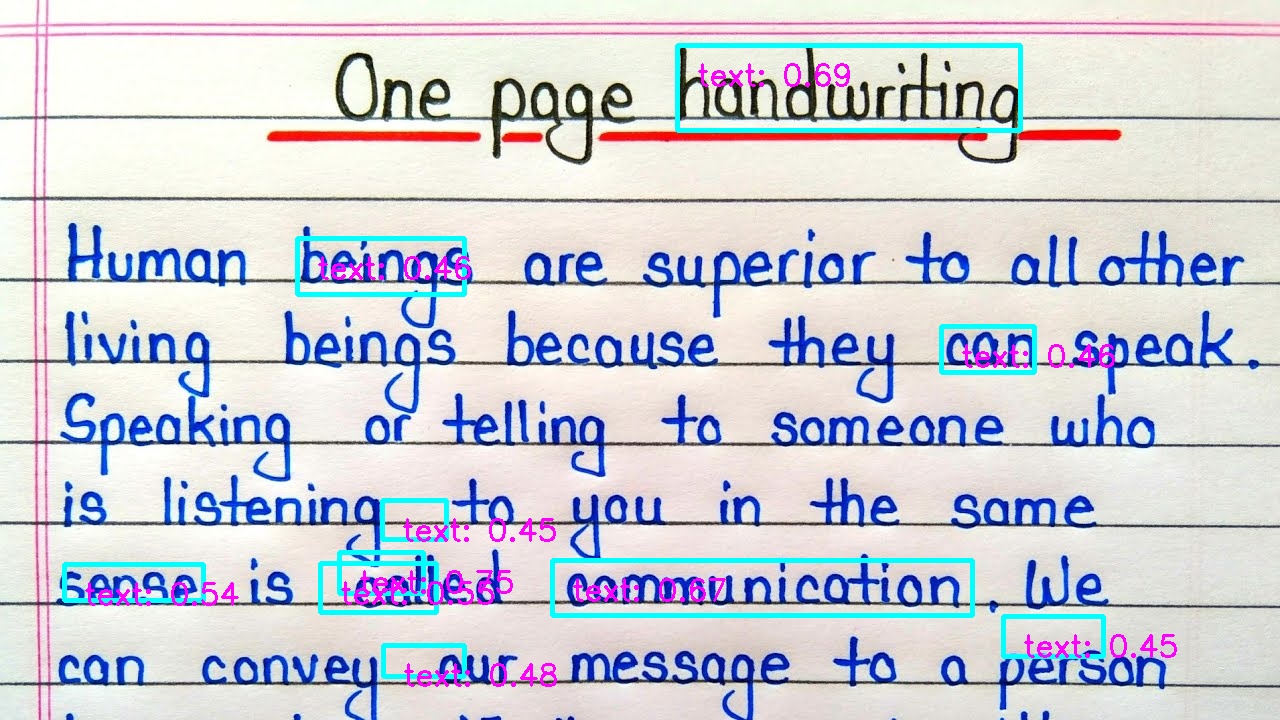 One page handwriting
Human beings are superior to all other
living beings because they can speak.
Speaking or telling to someone who
is listening to you in the same
sense is called communication. We
can convey our message to a person
text: 0.69
text: 0.46
text: 0.46
text: 0.45
text: 0.54
text: 0.75
text: 0.56
text: 0.67
text: 0.45
text: 0.48